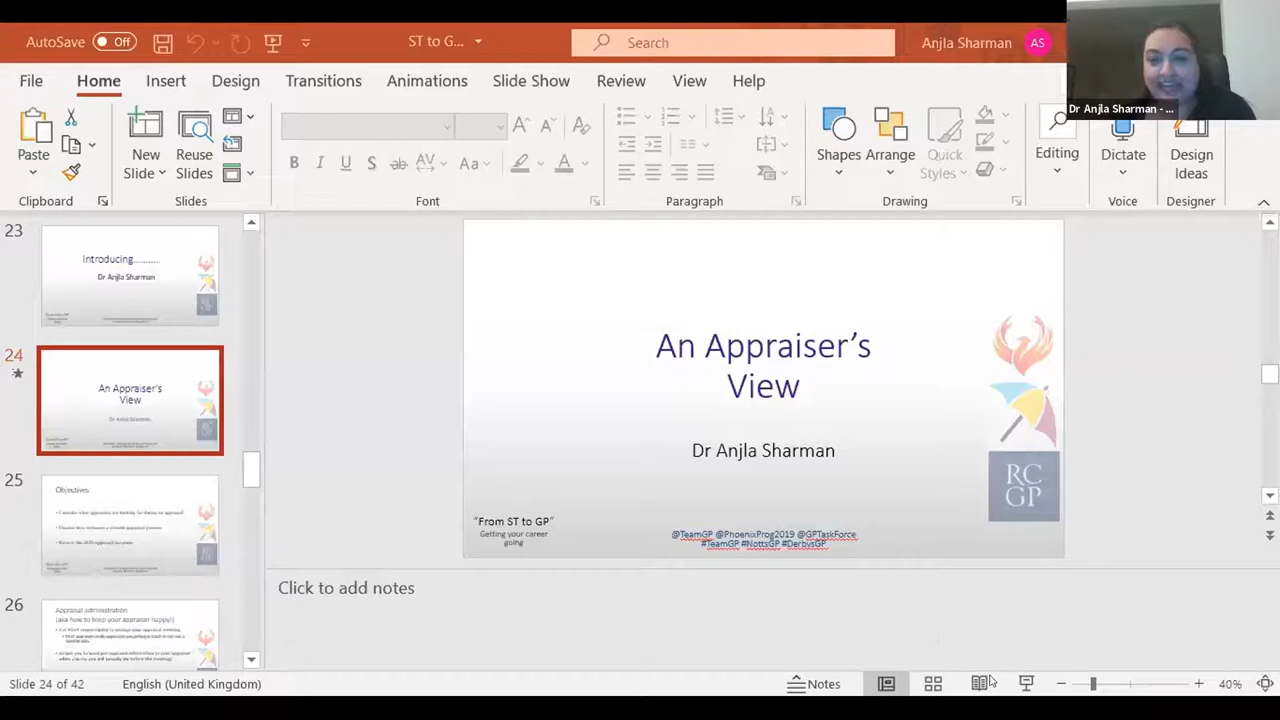 AutoSave Off
ST to G...
Search
Anjla Sharman AS
Dr Anjla Sharman - ...
File Home Insert Design Transitions Animations Slide Show Review View Help
Paste
New Slide
Reuse Slides
Aa
Shapes
Arrange
Quick Styles
Editing
Dictate
Design Ideas
Clipboard
Slides
Font
Paragraph
Drawing
Voice
Designer
23
Introducing..........
Dr Anjla Sharman
24
An Appraiser's
View
Dr Anjla Sharman
25
Objectives
26
Appraisal administration
(aka how to keep your appraiser happy!)
An Appraiser's
View
Dr Anjla Sharman
RC
GP
"From ST to GP"
Getting your career
going
@TeamGP @PhoenixProg2019 @GPTaskForce
#TeamGP #NottsGP #DerbysGP
Click to add notes
Slide 24 of 42
English (United Kingdom)
Notes
40%